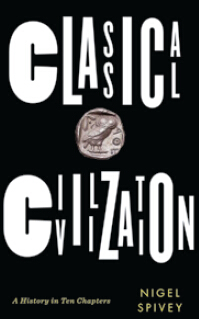 CLASSICAL
CIVILIZATION
A History in Ten Chapters
NIGEL
SPIVEY